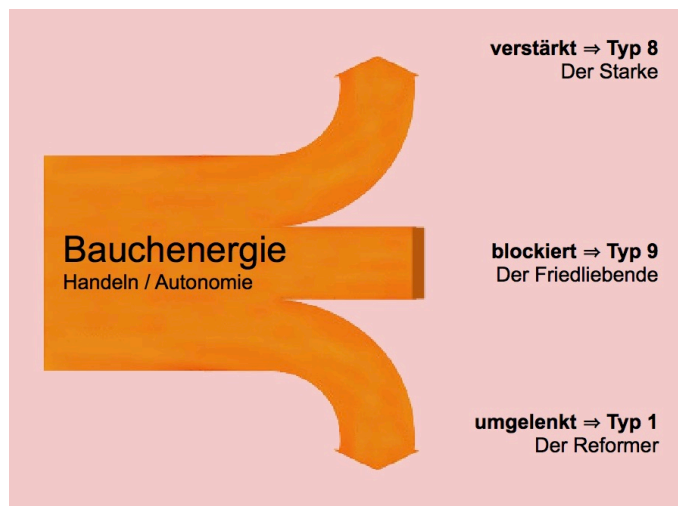 verstärkt ⇒ Typ 8
Der Starke
Bauchenergie
Handeln / Autonomie
blockiert ⇒ Typ 9
Der Friedliebende
umgelenkt ⇒ Typ 1
Der Reformer